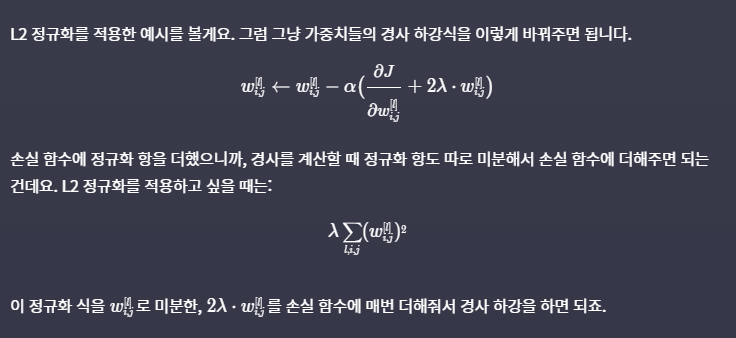 L2 정규화를 적용한 예시를 볼게요. 그럼 그냥 가중치들의 경사 하강식을 이렇게 바꿔주면 됩니다.
$w_{i,j}^{[l]} \leftarrow w_{i,j}^{[l]} - \alpha(\frac{\partial J}{\partial w_{i,j}^{[l]}} + 2\lambda \cdot w_{i,j}^{[l]})$
손실 함수에 정규화 항을 더했으니까, 경사를 계산할 때 정규화 항도 따로 미분해서 손실 함수에 더해주면 되는
건데요. L2 정규화를 적용하고 싶을 때는:
$\lambda \sum_{l,i,j} (w_{i,j}^{[l]})^2$
이 정규화 식을 $w_{i,j}^{[l]}$로 미분한, $2\lambda \cdot w_{i,j}^{[l]}$를 손실 함수에 매번 더해줘서 경사 하강을 하면 되죠.